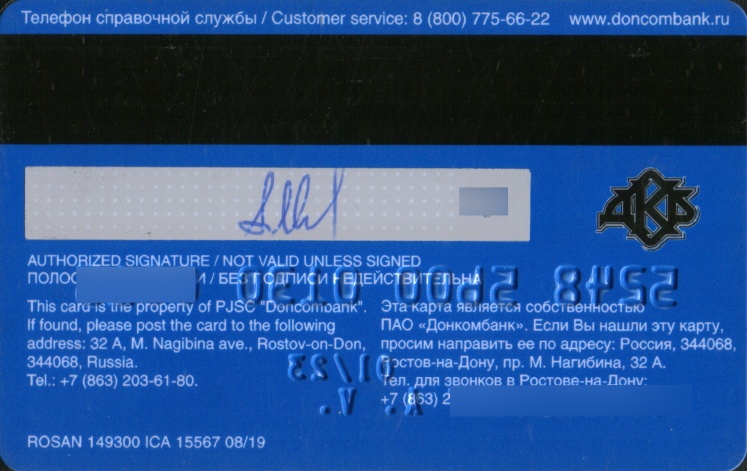 Телефон справочной службы / Customer service: 8 (800) 775-66-22 www.doncombank.ru
ДКБ
AUTHORIZED SIGNATURE / NOT VALID UNLESS SIGNED
/ БЕЗ ПОДПИСИ НЕДЕЙСТВИТЕЛЬНА
This card is the property of PJSC "Doncombank".
If found, please post the card to the following
address: 32 A, M. Nagibina ave., Rostov-on-Don,
344068, Russia.
Tel.: +7 (863) 203-61-80.
Эта карта является собственностью
ПАО «Донкомбанк». Если Вы нашли эту карту,
просим направить ее по адресу: Россия, 344068,
Ростов-на-Дону, пр. М. Нагибина, 32 А.
Тел. для звонков в Ростове-на-Дону:
+7 (863) 2
ROSAN 149300 ICA 15567 08/19